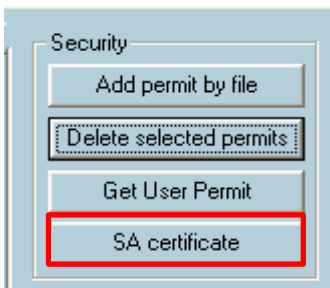 Security
Add permit by file
Delete selected permits
Get User Permit
SA certificate